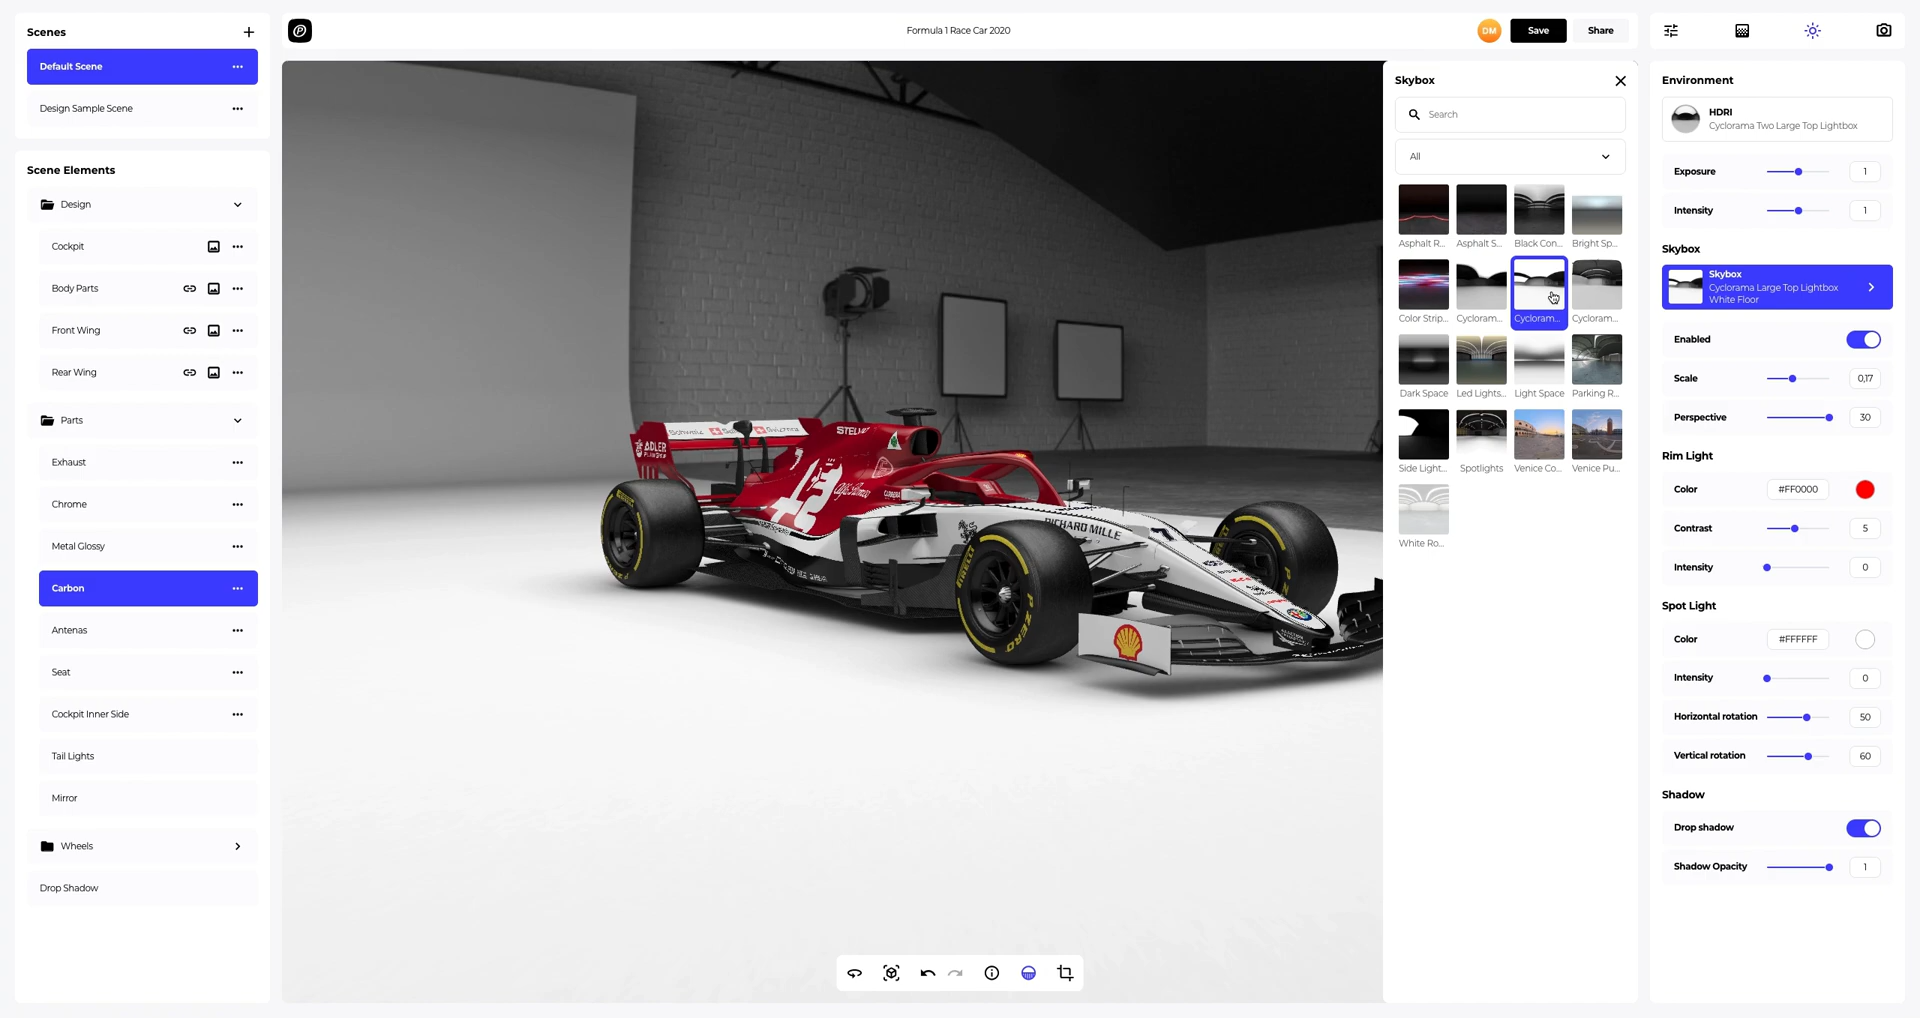 Scenes
Default Scene
Design Sample Scene
Scene Elements
Design
Cockpit
Body Parts
Front Wing
Rear Wing
Parts
Exhaust
Chrome
Metal Glossy
Carbon
Antenas
Seat
Cockpit Inner Side
Tail Lights
Mirror
Wheels
Drop Shadow
Formula 1 Race Car 2020
DM
Save
Share
ADLER
STELV
Alfa Romeo
CARRERA
RICHARD MILLE
PIRELLI
P ZERO
Skybox
Search
All
Asphalt R...
Asphalt S...
Black Con...
Bright Sp...
Color Strip...
Cycloram...
Cycloram...
Cycloram...
Dark Space
Led Lights...
Light Space
Parking R...
Side Light...
Spotlights
Venice Co...
Venice Pu...
White Ro...
Environment
HDRI
Cyclorama Two Large Top Lightbox
Exposure
1
Intensity
1
Skybox
Skybox
Cyclorama Large Top Lightbox
White Floor
Enabled
Scale
0,17
Perspective
30
Rim Light
Color
#FF0000
Contrast
5
Intensity
0
Spot Light
Color
#FFFFFF
Intensity
0
Horizontal rotation
50
Vertical rotation
60
Shadow
Drop shadow
Shadow Opacity
1